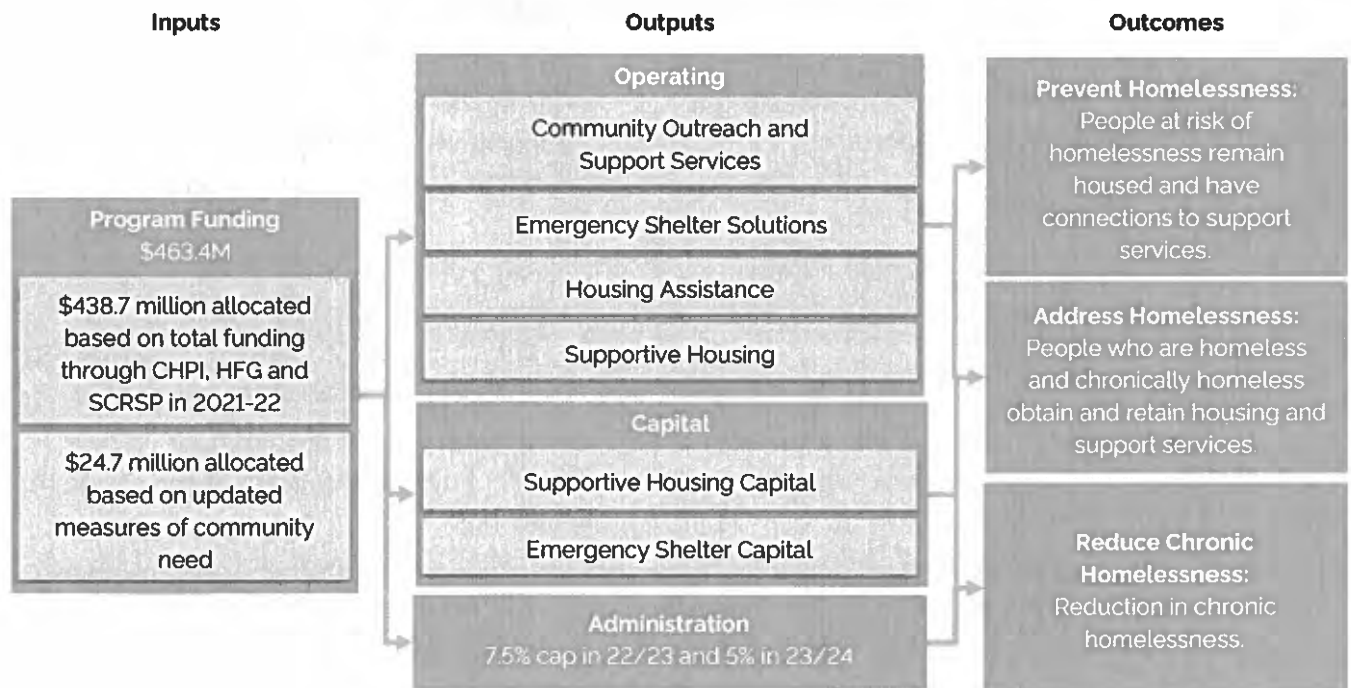 Inputs
Program Funding
$463.4M
$438.7 million allocated
based on total funding
through CHPI, HFG and
SCRSP in 2021-22
$24.7 million allocated
based on updated
measures of community
need
Outputs
Operating
Community Outreach and
Support Services
Emergency Shelter Solutions
Housing Assistance
Supportive Housing
Capital
Supportive Housing Capital
Emergency Shelter Capital
Administration
7.5% cap in 22/23 and 5% in 23/24
Outcomes
Prevent Homelessness:
People at risk of
homelessness remain
housed and have
connections to support
services.
Address Homelessness:
People who are homeless
and chronically homeless
obtain and retain housing and
support services.
Reduce Chronic
Homelessness:
Reduction in chronic
homelessness.